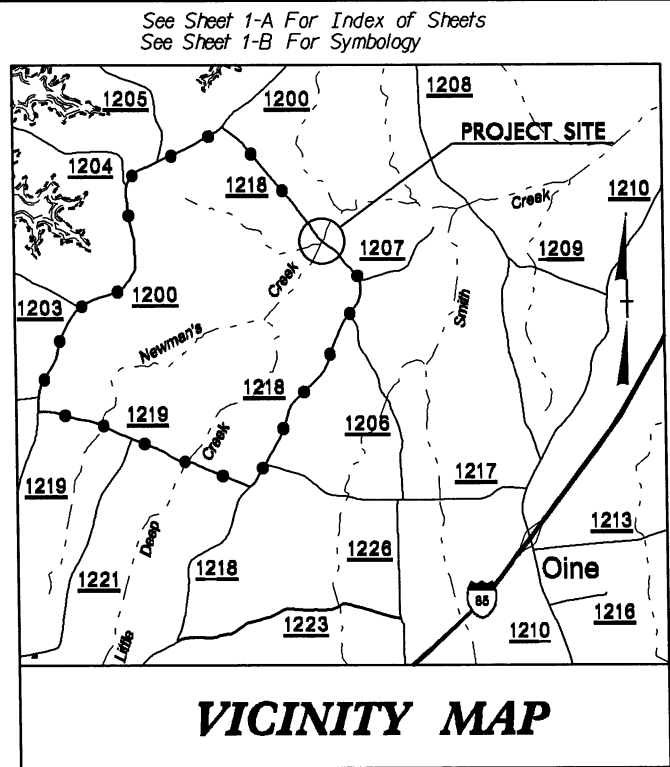 See Sheet 1-A For Index of Sheets
See Sheet 1-B For Symbology
1205
1200
1208
PROJECT SITE
1204
1218
1210
Creek
1207
1209
Creek
1203
1200
Smith
Newman's
1218
1206
1219
Creek
1217
1219
1213
Deep
1226
Oine
1221
1218
85
1216
1223
1210
Little
VICINITY MAP